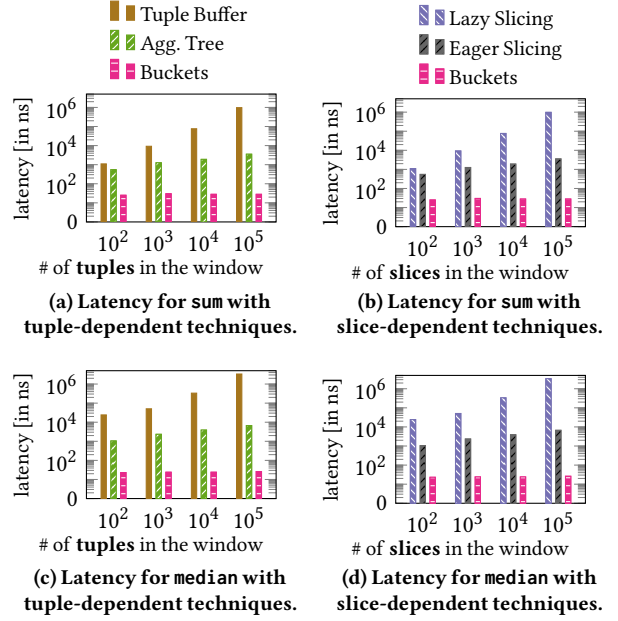 Tuple Buffer
Agg. Tree
Buckets
latency [in ns]
10^6
10^4
10^2
0
10^2 10^3 10^4 10^5
# of tuples in the window
(a) Latency for sum with
tuple-dependent techniques.
Lazy Slicing
Eager Slicing
Buckets
latency [in ns]
10^6
10^4
10^2
0
10^2 10^3 10^4 10^5
# of slices in the window
(b) Latency for sum with
slice-dependent techniques.
latency [in ns]
10^6
10^4
10^2
0
10^2 10^3 10^4 10^5
# of tuples in the window
(c) Latency for median with
tuple-dependent techniques.
latency [in ns]
10^6
10^4
10^2
0
10^2 10^3 10^4 10^5
# of slices in the window
(d) Latency for median with
slice-dependent techniques.